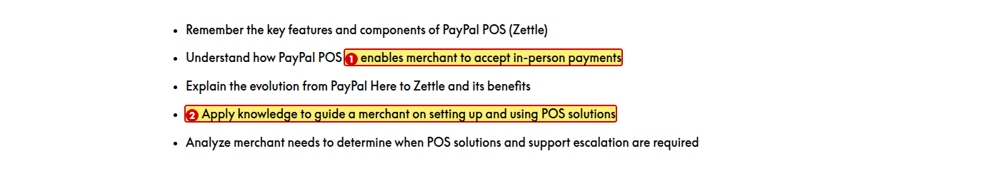 • Remember the key features and components of PayPal POS (Zettle)
• Understand how PayPal POS 1 enables merchant to accept in-person payments
• Explain the evolution from PayPal Here to Zettle and its benefits
• 2 Apply knowledge to guide a merchant on setting up and using POS solutions
• Analyze merchant needs to determine when POS solutions and support escalation are required